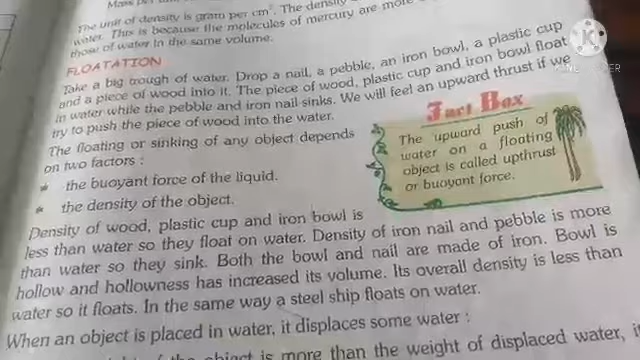 Mass per unit
The unit of density is gram per cm³. The density
water. This is because the molecules of mercury are more
those of water in the same volume.
FLOATATION
Take a big trough of water. Drop a nail, a pebble, an iron bowl, a plastic cup
and a piece of wood into it. The piece of wood, plastic cup and iron bowl float
in water while the pebble and iron nail sinks. We will feel an upward thrust if we
try to push the piece of wood into the water.
The floating or sinking of any object depends
on two factors :
* the buoyant force of the liquid.
* the density of the object.
Fact Box
The upward push of
water on a floating
object is called upthrust
or buoyant force.
Density of wood, plastic cup and iron bowl is
less than water so they float on water. Density of iron nail and pebble is more
than water so they sink. Both the bowl and nail are made of iron. Bowl is
hollow and hollowness has increased its volume. Its overall density is less than
water so it floats. In the same way a steel ship floats on water.
When an object is placed in water, it displaces some water :
of the object is more than the weight of displaced water,
K
KINEMASTER